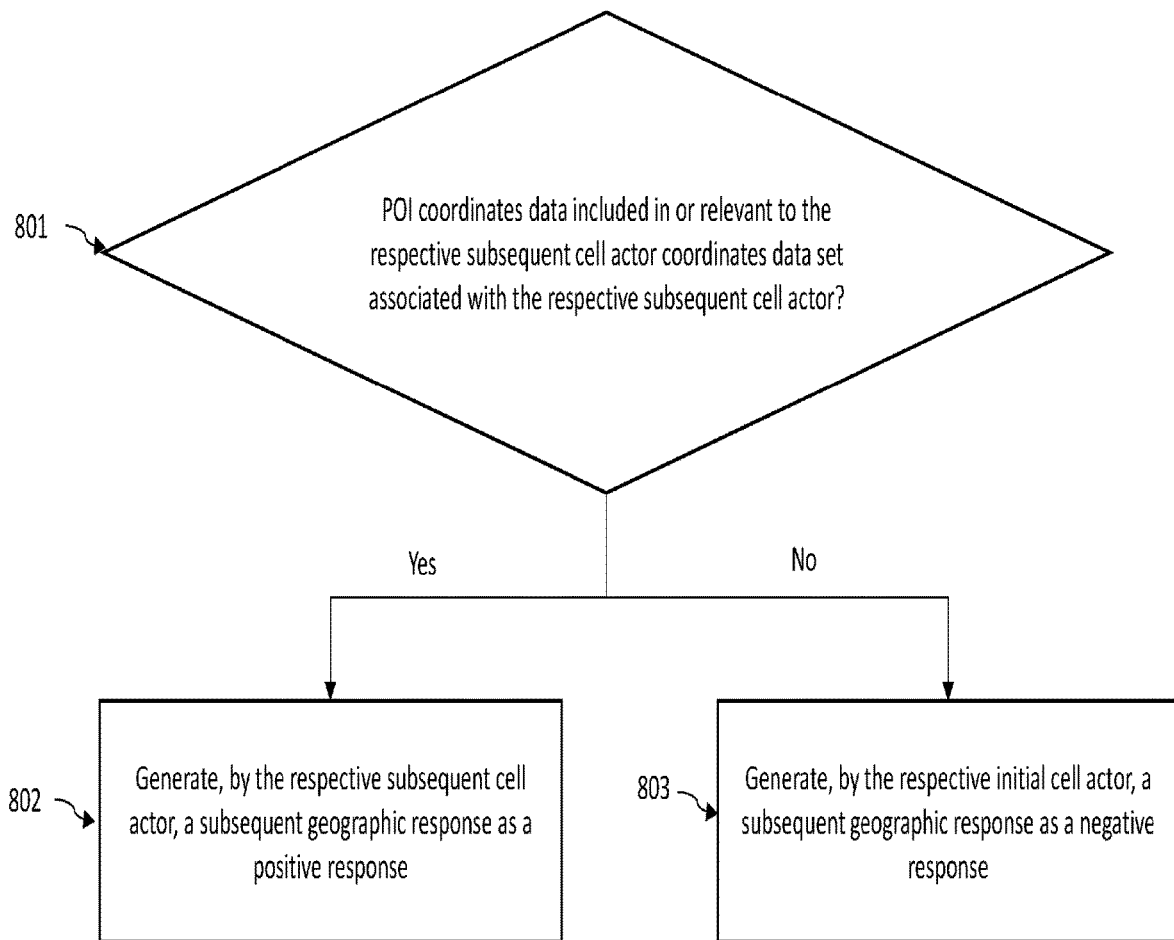 801
POI coordinates data included in or relevant to the
respective subsequent cell actor coordinates data set
associated with the respective subsequent cell actor?
Yes
No
802
Generate, by the respective subsequent cell
actor, a subsequent geographic response as a
positive response
803
Generate, by the respective initial cell actor, a
subsequent geographic response as a negative
response